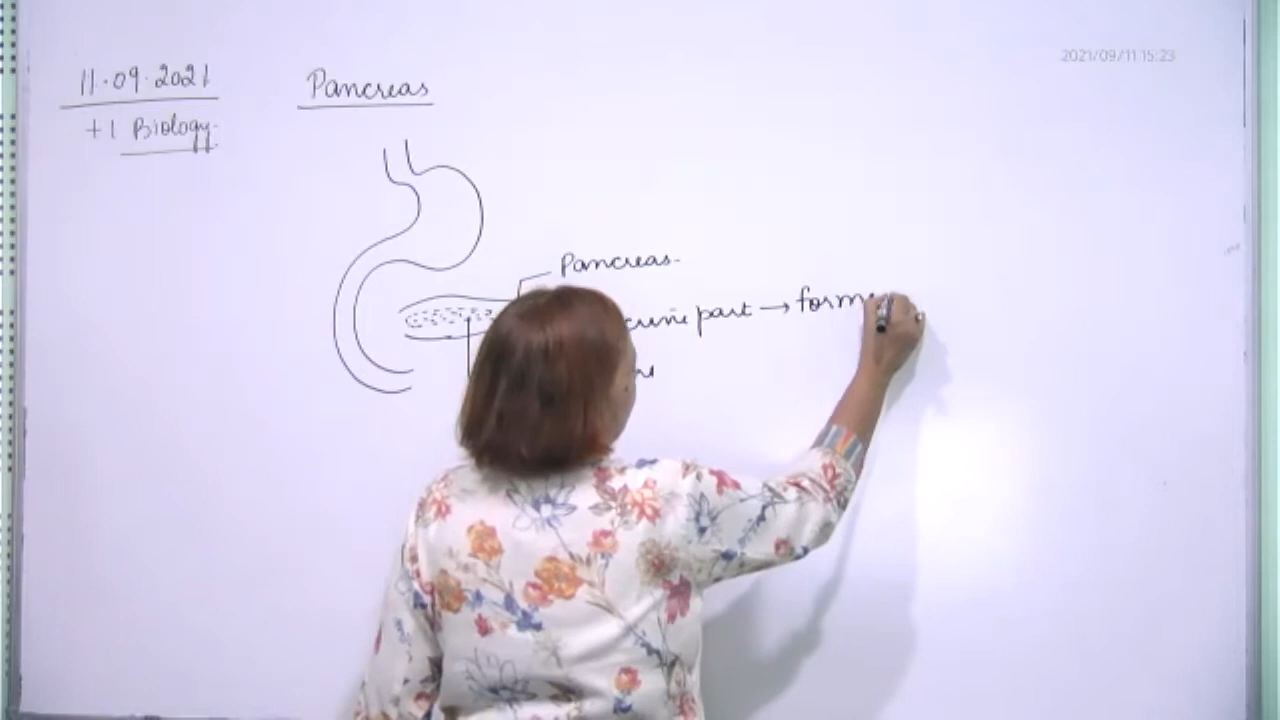 2021/09/11 15:23
11.09.2021
Pancreas
+1 Biology.
Pancreas.
part → form